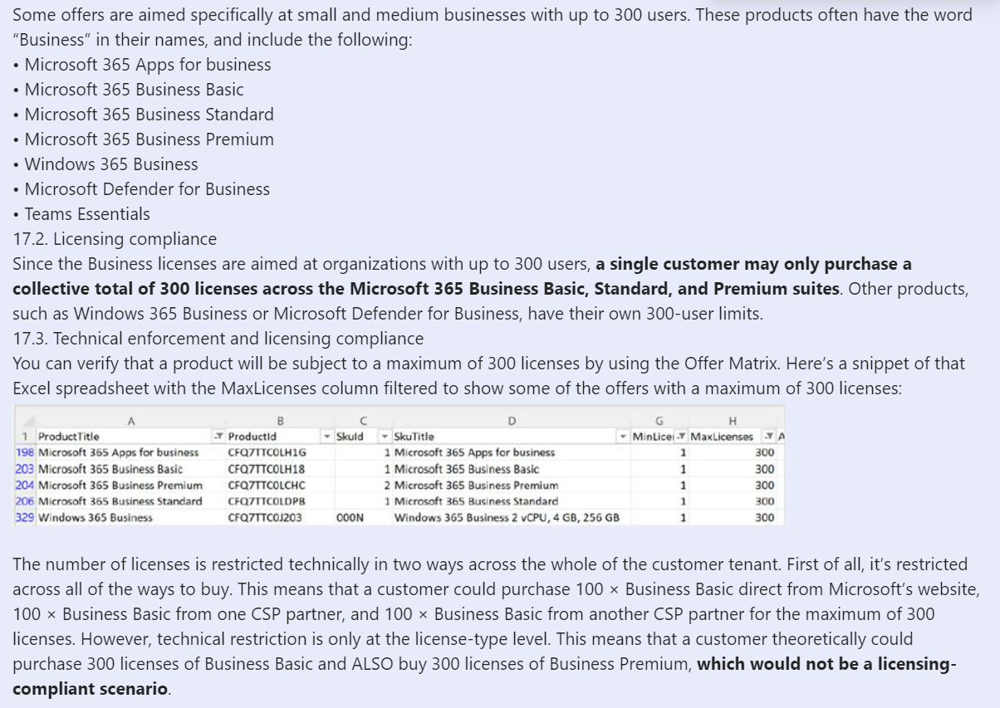 Some offers are aimed specifically at small and medium businesses with up to 300 users. These products often have the word
“Business” in their names, and include the following:
• Microsoft 365 Apps for business
• Microsoft 365 Business Basic
• Microsoft 365 Business Standard
• Microsoft 365 Business Premium
• Windows 365 Business
• Microsoft Defender for Business
• Teams Essentials
17.2. Licensing compliance
Since the Business licenses are aimed at organizations with up to 300 users, a single customer may only purchase a
collective total of 300 licenses across the Microsoft 365 Business Basic, Standard, and Premium suites. Other products,
such as Windows 365 Business or Microsoft Defender for Business, have their own 300-user limits.
17.3. Technical enforcement and licensing compliance
You can verify that a product will be subject to a maximum of 300 licenses by using the Offer Matrix. Here’s a snippet of that
Excel spreadsheet with the MaxLicenses column filtered to show some of the offers with a maximum of 300 licenses:
A B C D G H
1 ProductTitle ProductId SkuId SkuTitle MinLicei MaxLicenses A
198 Microsoft 365 Apps for business CFQ7TTC0LH1G 1 Microsoft 365 Apps for business 1 300
203 Microsoft 365 Business Basic CFQ7TTC0LH18 1 Microsoft 365 Business Basic 1 300
204 Microsoft 365 Business Premium CFQ7TTC0LCHC 2 Microsoft 365 Business Premium 1 300
206 Microsoft 365 Business Standard CFQ7TTC0LDPB 1 Microsoft 365 Business Standard 1 300
329 Windows 365 Business CFQ7TTC0J203 000N Windows 365 Business 2 vCPU, 4 GB, 256 GB 1 300
The number of licenses is restricted technically in two ways across the whole of the customer tenant. First of all, it’s restricted
across all of the ways to buy. This means that a customer could purchase 100 × Business Basic direct from Microsoft’s website,
100 × Business Basic from one CSP partner, and 100 × Business Basic from another CSP partner for the maximum of 300
licenses. However, technical restriction is only at the license-type level. This means that a customer theoretically could
purchase 300 licenses of Business Basic and ALSO buy 300 licenses of Business Premium, which would not be a licensing-
compliant scenario.